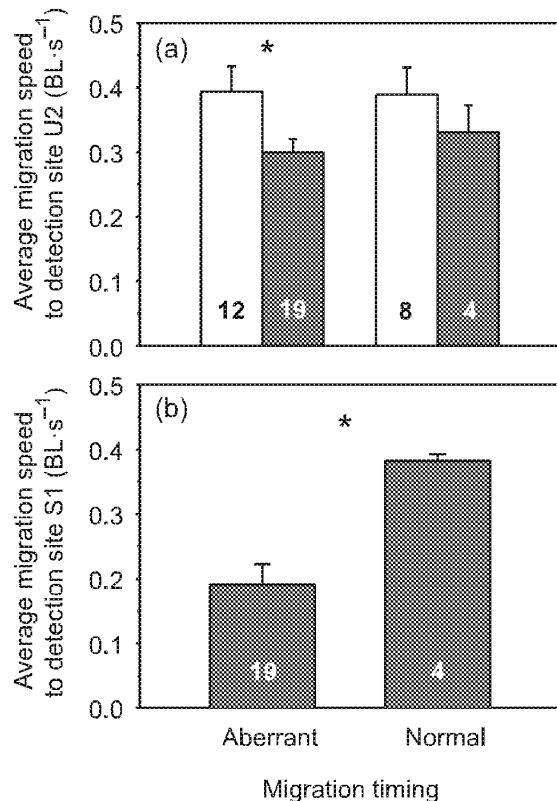 Average migration speed
to detection site U2 (BL·s⁻¹)
0.5
0.4
0.3
0.2
0.1
0.0
(a)
*
12
19
8
4
Average migration speed
to detection site S1 (BL·s⁻¹)
0.5
0.4
0.3
0.2
0.1
0.0
(b)
*
19
4
Aberrant
Normal
Migration timing